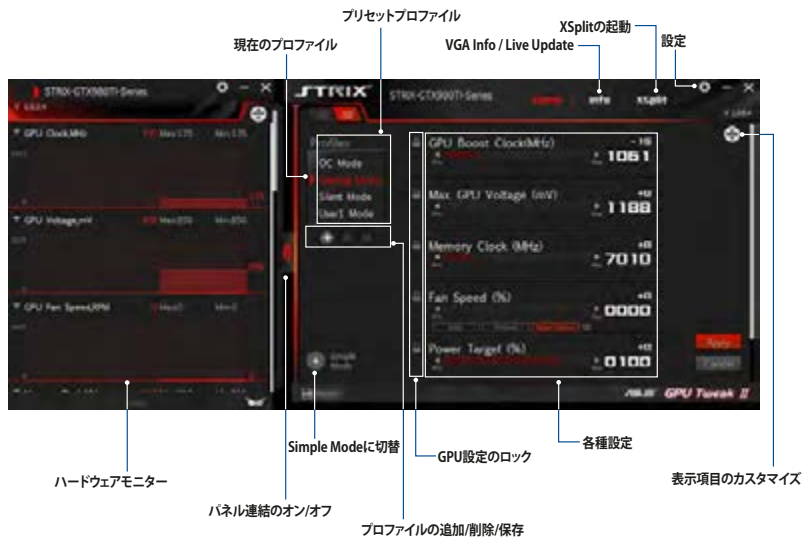 プリセットプロファイル
XSplitの起動
現在のプロファイル
VGA Info / Live Update
設定
STRIX-GTX980TI-Series
GPU Clock,MHz
GPU Voltage,mV
GPU Fan Speed,RPM
STRIX
STRIX-GTX980TI-Series
Info
XSplit
Profiles
OC Mode
Gaming Mode
Silent Mode
User1 Mode
GPU Boost Clock(MHz)
1061
Max. GPU Voltage (mV)
1188
Memory Clock (MHz)
7010
Fan Speed (%)
0000
Power Target (%)
0100
Simple
Mode
Apply
Cancel
ASUS GPU Tweak II
Simple Modeに切替
GPU設定のロック
各種設定
ハードウェアモニター
表示項目のカスタマイズ
パネル連結のオン/オフ
プロファイルの追加/削除/保存